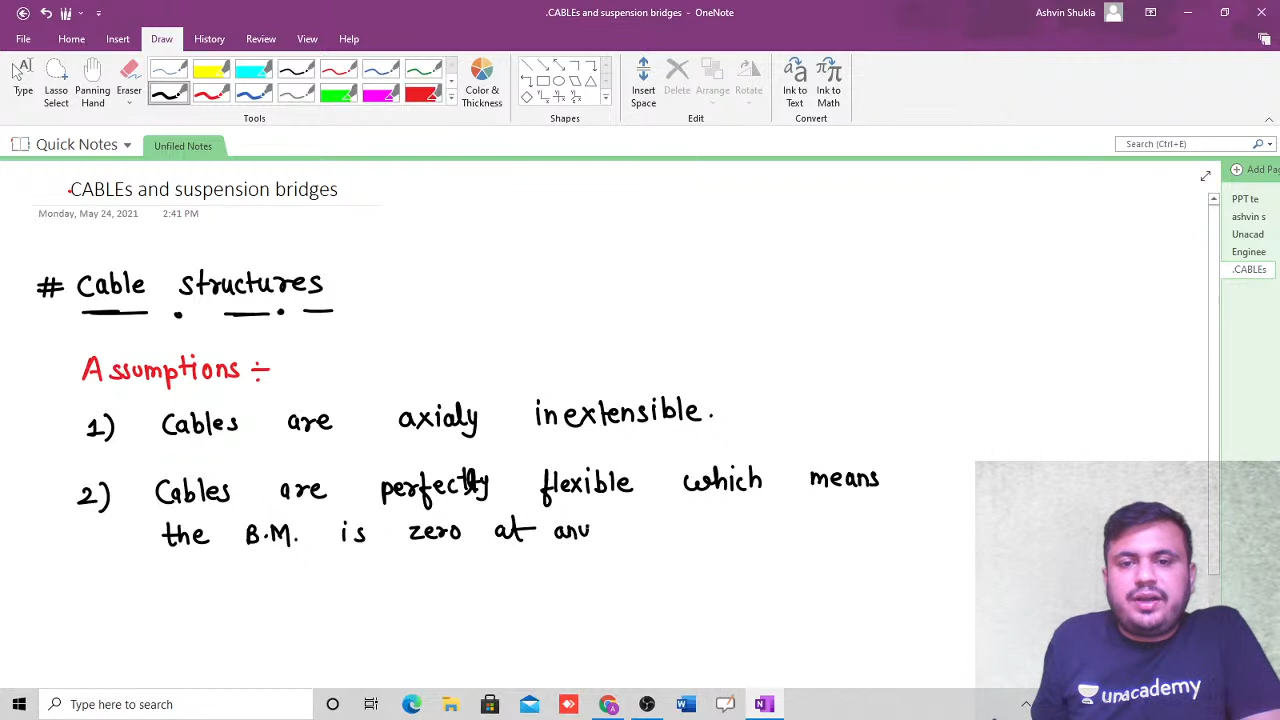 .CABLEs and suspension bridges - OneNote
Ashvin Shukla
File Home Insert Draw History Review View Help
Type
Lasso Select
Panning Hand
Eraser
Color & Thickness
Insert Space
Delete
Arrange
Rotate
Ink to Text
Ink to Math
Tools
Shapes
Edit
Convert
Quick Notes
Unfiled Notes
Search (Ctrl+E)
Add Pag
.CABLEs and suspension bridges
Monday, May 24, 2021 2:41 PM
PPT te
ashvin s
Unacad
Enginee
.CABLEs
# Cable structures
Assumptions ÷
1) Cables are axialy inextensible.
2) Cables are perfectly flexible which means
the B.M. is zero at any
unacademy
Type here to search